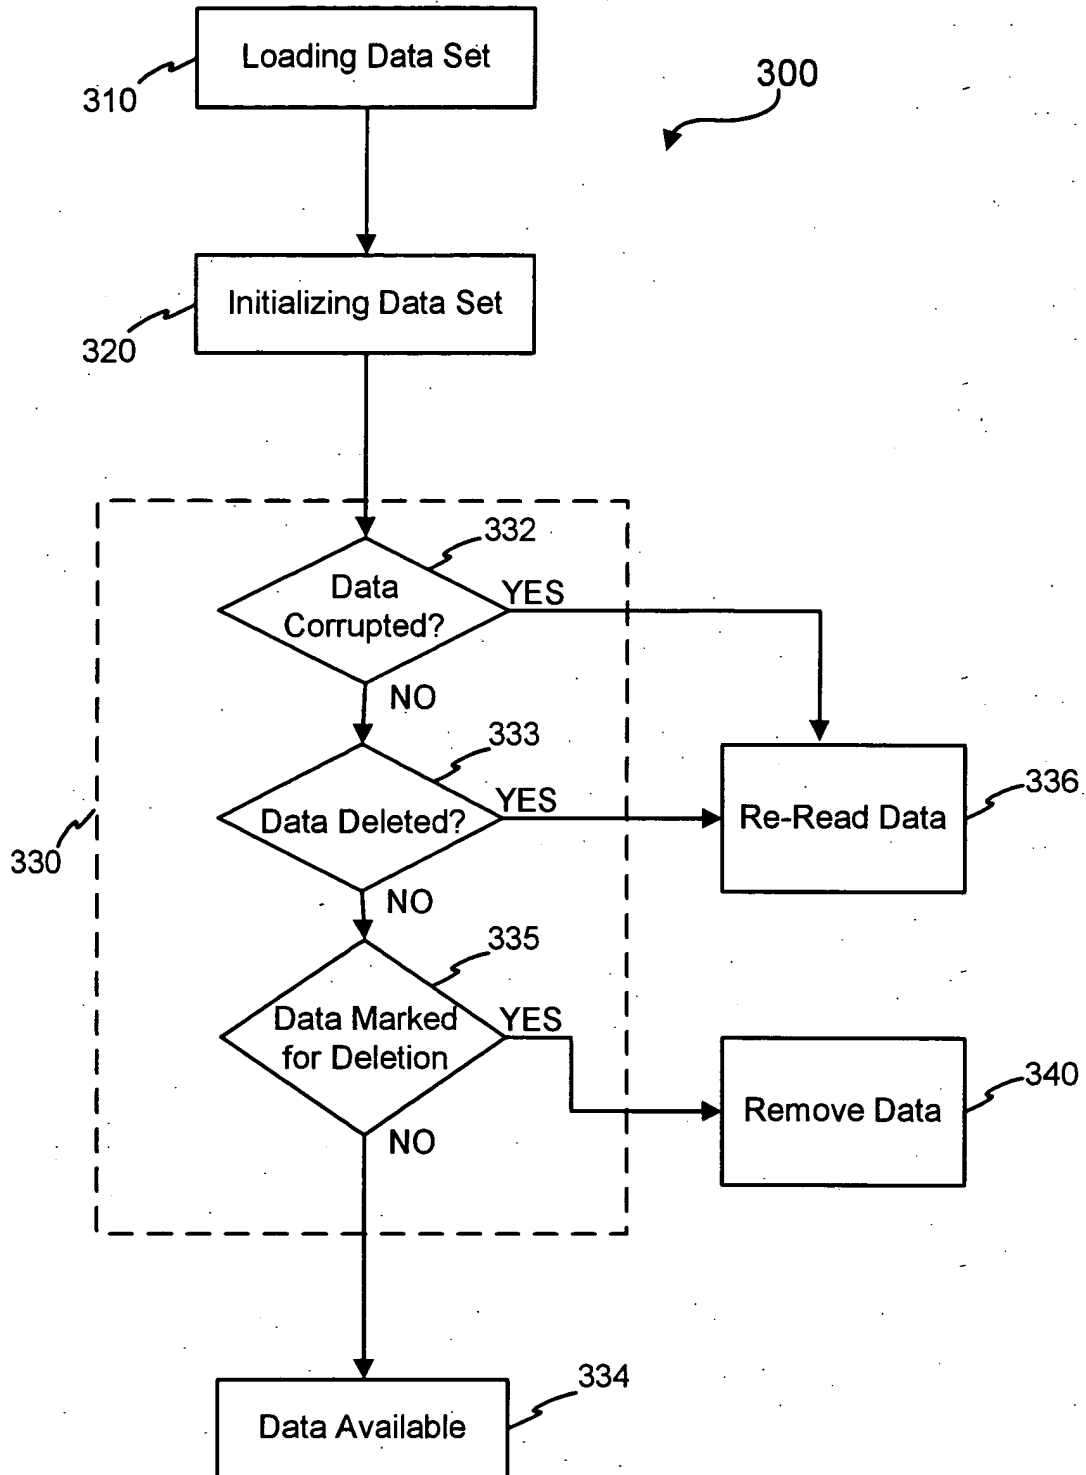 Loading Data Set
310
300
Initializing Data Set
320
332
Data
Corrupted?
YES
NO
333
Data Deleted?
YES
NO
336
Re-Read Data
330
335
Data Marked
for Deletion
YES
NO
340
Remove Data
334
Data Available